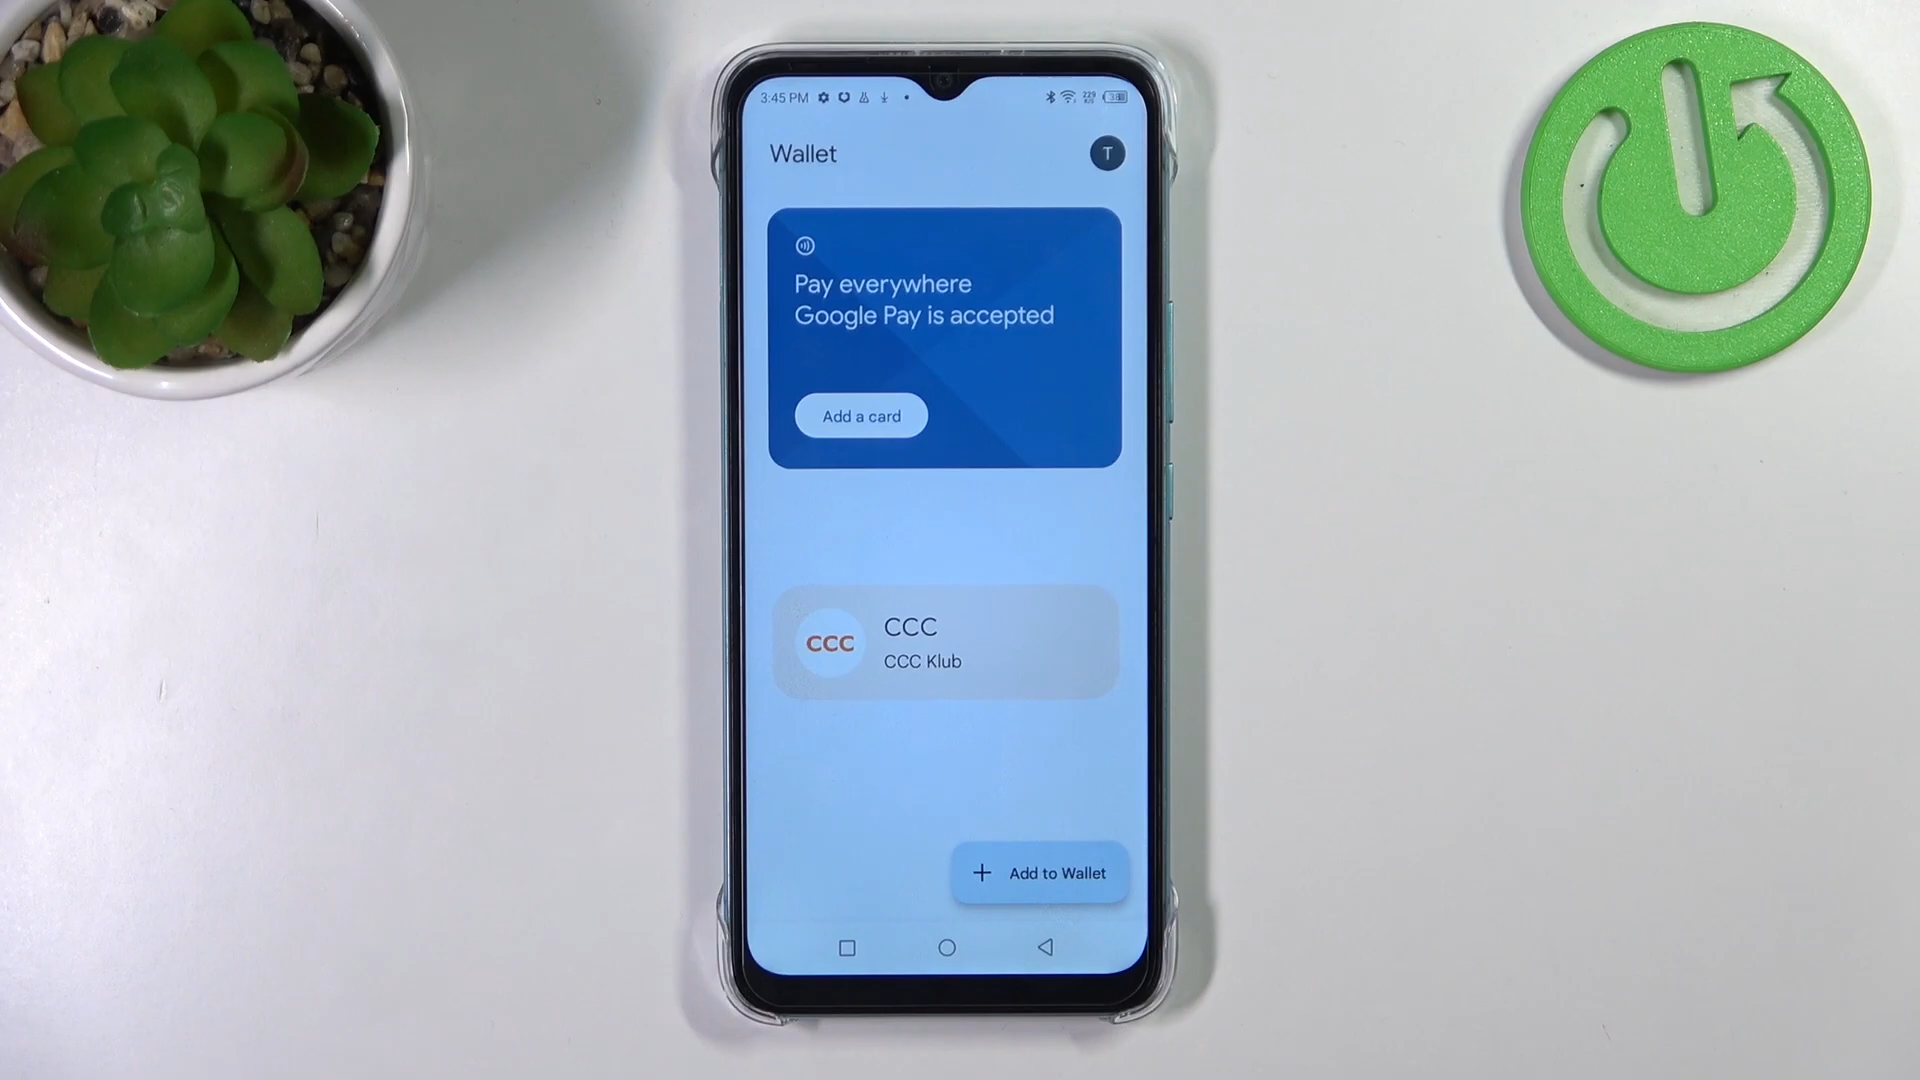 3:45 PM
Wallet
T
Pay everywhere
Google Pay is accepted
Add a card
CCC
CCC
CCC Klub
+ Add to Wallet